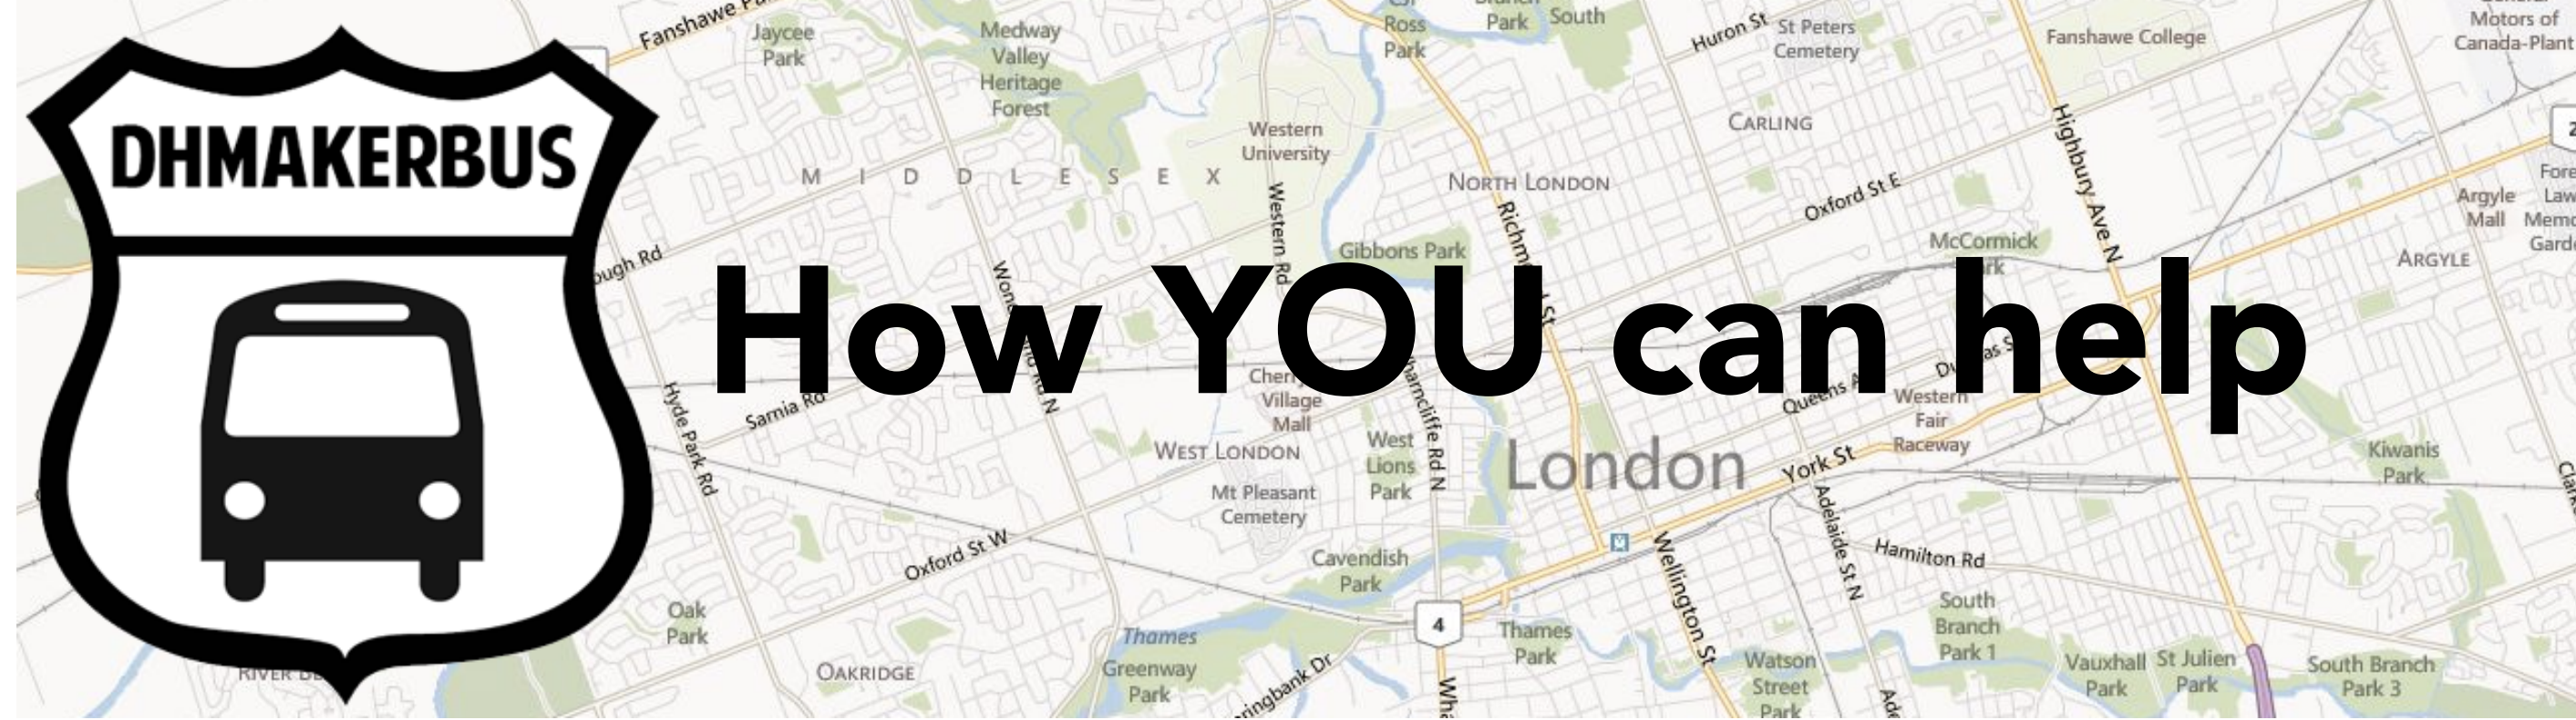 DHMAKERBUS
How YOU can help
Jaycee
Park
Medway
Valley
Heritage
Forest
Ross
Park
Park
South
Huron St
St Peters
Cemetery
Fanshawe College
Motors of
Canada-Plant
Western
University
MIDDLESEX
Western Rd
NORTH LONDON
CARLING
Oxford St E
Highbury Ave N
Argyle
Mall
ARGYLE
Gibbons Park
McCormick
Hyde Park Rd
Sarnia Rd
Village
Mall
WEST LONDON
West
Lions
Park
Mt Pleasant
Cemetery
London
York St
Western
Fair
Raceway
Kiwanis
Park
Oxford St W
Cavendish
Park
Wellington St
Adelaide St N
Hamilton Rd
Oak
Park
OAKRIDGE
Thames
Greenway
Park
4
Thames
Park
South
Branch
Park 1
Watson
Street
Park
Vauxhall
Park
St Julien
Park
South Branch
Park 3